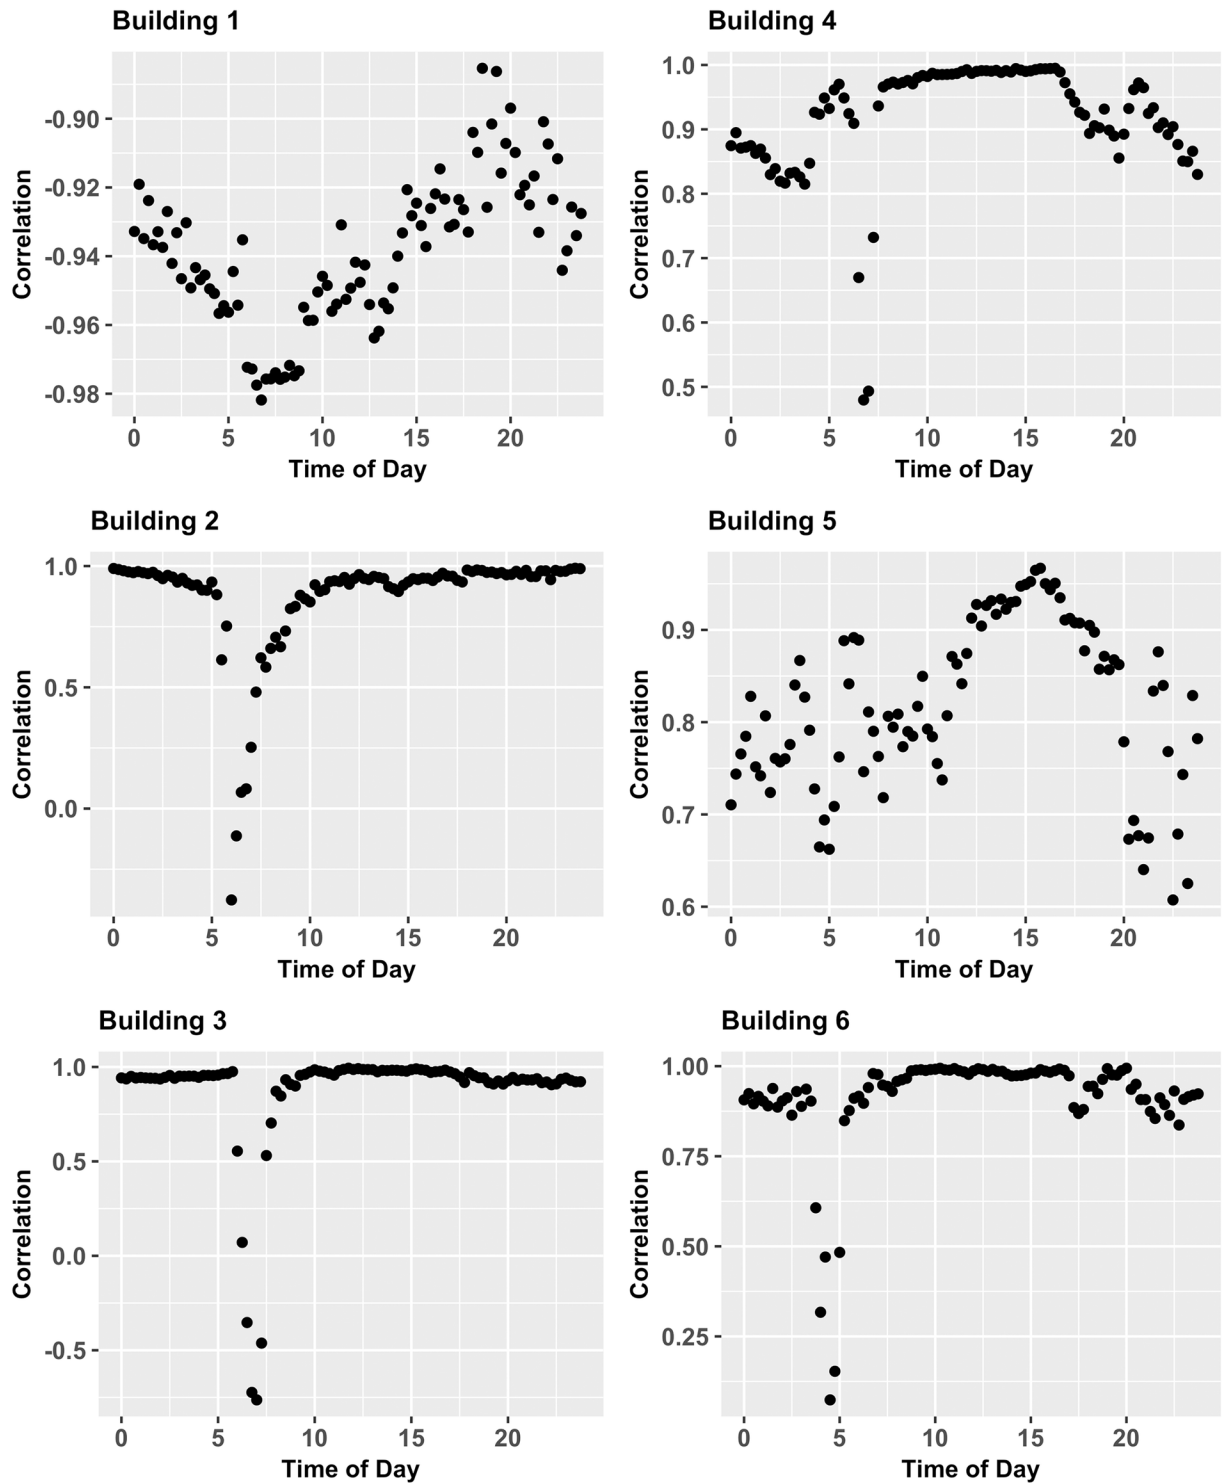 Building 1
Correlation
-0.90
-0.92
-0.94
-0.96
-0.98
0 5 10 15 20
Time of Day
Building 4
Correlation
1.0
0.9
0.8
0.7
0.6
0.5
0 5 10 15 20
Time of Day
Building 2
Correlation
1.0
0.5
0.0
0 5 10 15 20
Time of Day
Building 5
Correlation
0.9
0.8
0.7
0.6
0 5 10 15 20
Time of Day
Building 3
Correlation
1.0
0.5
0.0
-0.5
0 5 10 15 20
Time of Day
Building 6
Correlation
1.00
0.75
0.50
0.25
0 5 10 15 20
Time of Day